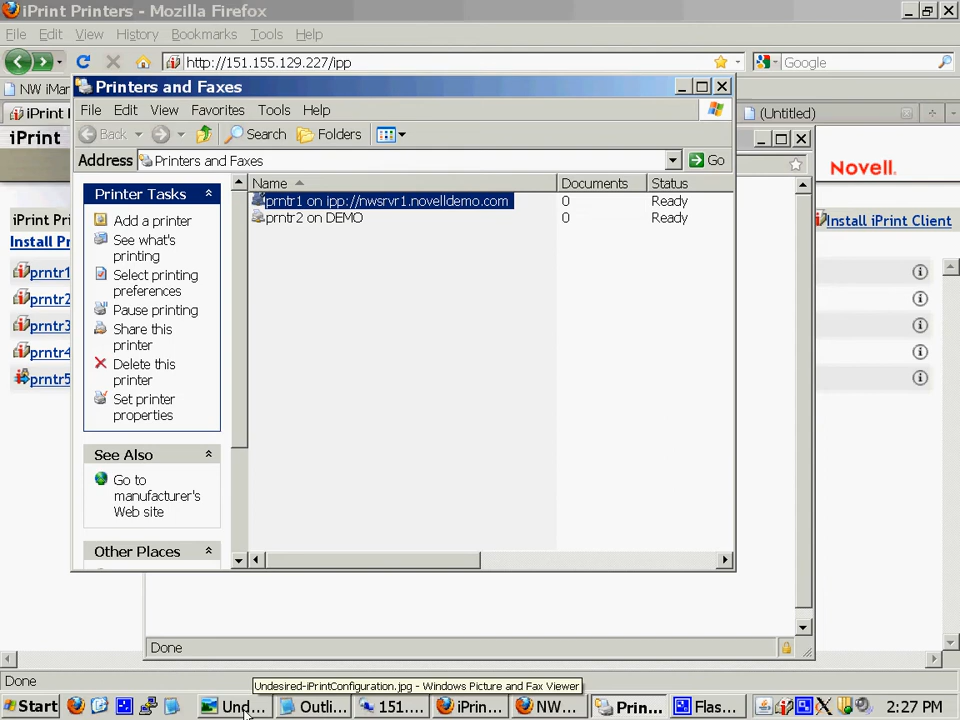 iPrint Printers - Mozilla Firefox
File Edit View History Bookmarks Tools Help
http://151.155.129.227/ipp
Google
NW iMan
iPrint
(Untitled)
Printers and Faxes
File Edit View Favorites Tools Help
Back Search Folders
Address Printers and Faxes Go
iPrint
Novell.
Printer Tasks
Add a printer
See what's
printing
Select printing
preferences
Pause printing
Share this
printer
Delete this
printer
Set printer
properties
See Also
Go to
manufacturer's
Web site
Other Places
Name Documents Status
prntr1 on ipp://nwsrvr1.novelldemo.com 0 Ready
prntr2 on DEMO 0 Ready
iPrint Pri
Install iPrint Client
Install Pr
prntr1
prntr2
prntr3
prntr4
prntr5
Done
Done
Undesired-iPrintConfiguration.jpg - Windows Picture and Fax Viewer
Start Und... Outli... 151.... iPrin... NW... Prin... Flas... 2:27 PM